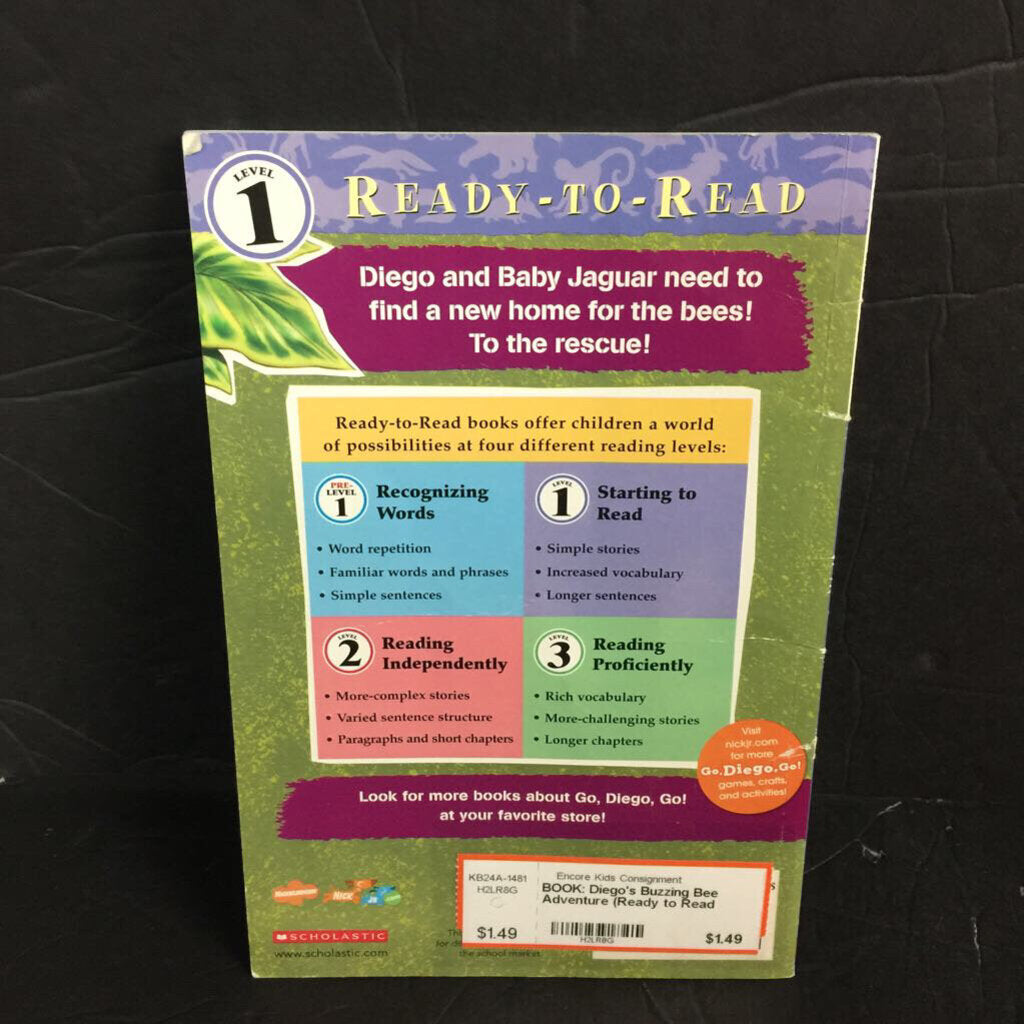 LEVEL
1
READY-TO-READ
Diego and Baby Jaguar need to
find a new home for the bees!
To the rescue!
Ready-to-Read books offer children a world
of possibilities at four different reading levels:
PRE-
LEVEL
1
Recognizing
Words
• Word repetition
• Familiar words and phrases
• Simple sentences
LEVEL
1
Starting to
Read
• Simple stories
• Increased vocabulary
• Longer sentences
LEVEL
2
Reading
Independently
• More-complex stories
• Varied sentence structure
• Paragraphs and short chapters
LEVEL
3
Reading
Proficiently
• Rich vocabulary
• More-challenging stories
• Longer chapters
Visit
nickjr.com
for more
Go, Diego, Go!
games, crafts,
and activities!
Look for more books about Go, Diego, Go!
at your favorite store!
NICKELODEON
NICK JR
SCHOLASTIC
www.scholastic.com
the school market.
KB24A-1481
H2LR8G
$1.49
Encore Kids Consignment
BOOK: Diego's Buzzing Bee
Adventure (Ready to Read
H2LR8G
$1.49